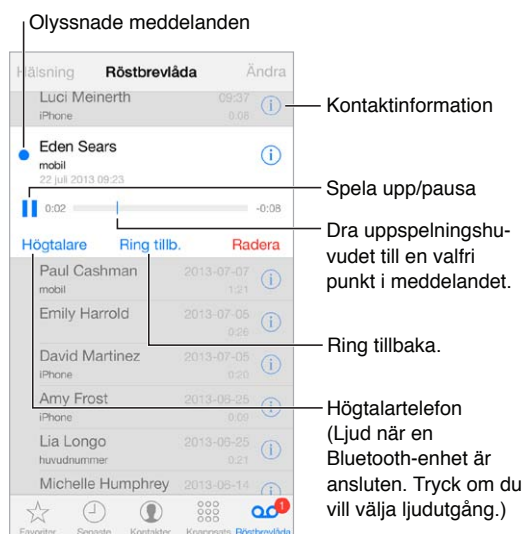 Olyssnade meddelanden
Hälsning Röstbrevlåda Ändra
Luci Meinerth 09:37
iPhone 0:08
Kontaktinformation
Eden Sears
mobil
22 juli 2013 09:23
Spela upp/pausa
0:02 -0:08
Dra uppspelningshu-
vudet till en valfri
punkt i meddelandet.
Högtalare Ring tillb. Radera
Paul Cashman 2013-07-07
mobil 1:21
Emily Harrold 2013-07-05
0:26
Ring tillbaka.
David Martinez 2013-07-05
iPhone 0:20
Amy Frost 2013-06-25
iPhone 0:09
Högtalartelefon
(Ljud när en
Bluetooth-enhet är
ansluten. Tryck om du
vill välja ljudutgång.)
Lia Longo 2013-06-25
huvudnummer 0:21
Michelle Humphrey 2013-06-14
1
Favoriter Senaste Kontakter Knappsats Röstbrevlåda